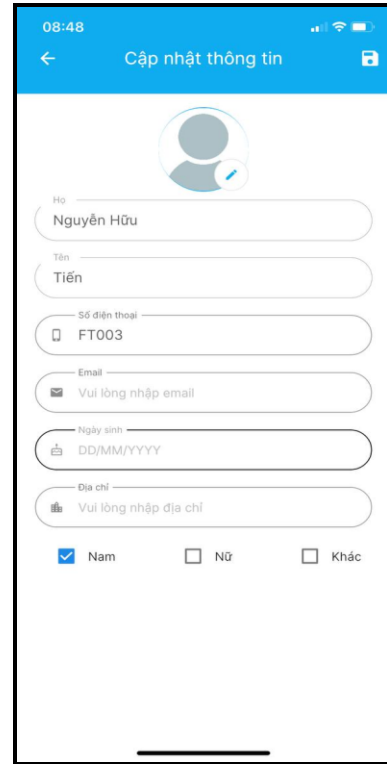 08:48
Cập nhật thông tin
Họ
Nguyễn Hữu
Tên
Tiến
Số điện thoại
FT003
Email
Vui lòng nhập email
Ngày sinh
DD/MM/YYYY
Địa chỉ
Vui lòng nhập địa chỉ
Nam Nữ Khác